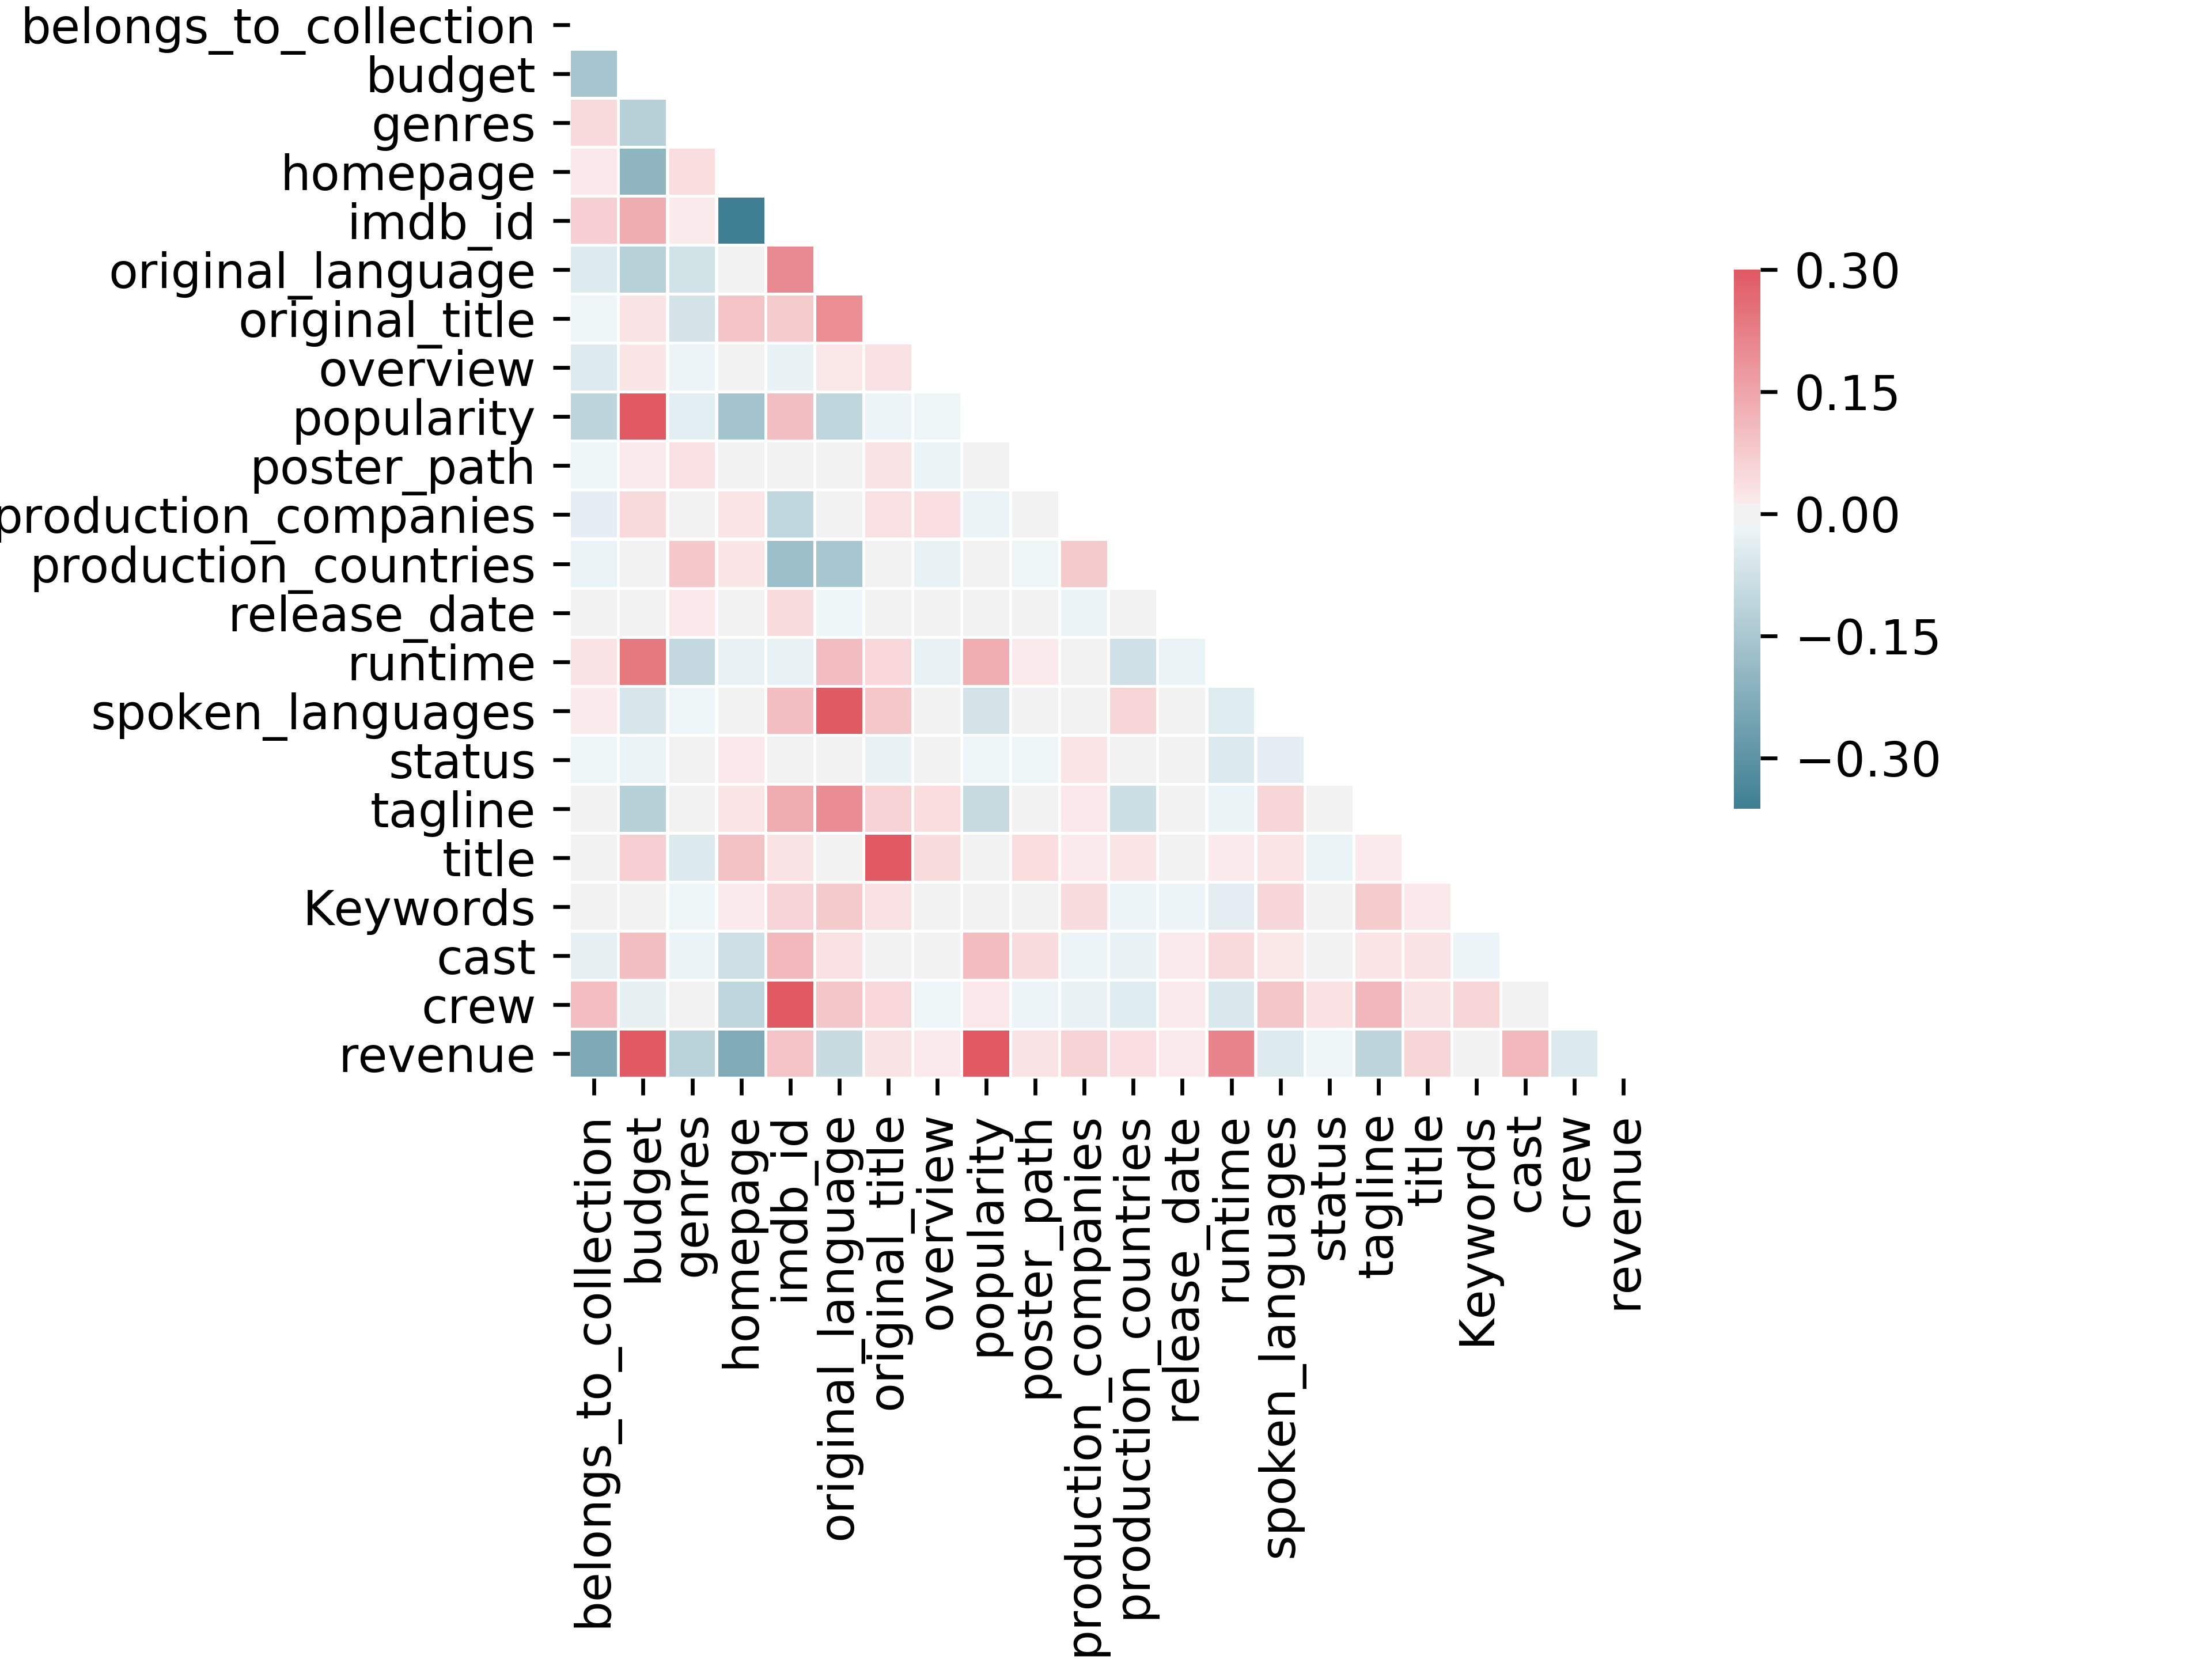 belongs_to_collection
budget
genres
homepage
imdb_id
original_language
original_title
overview
popularity
poster_path
production_companies
production_countries
release_date
runtime
spoken_languages
status
tagline
title
Keywords
cast
crew
revenue
belongs_to_collection
budget
genres
homepage
imdb_id
original_language
original_title
overview
popularity
poster_path
production_companies
production_countries
release_date
runtime
spoken_languages
status
tagline
title
Keywords
cast
crew
revenue
0.30
0.15
0.00
−0.15
−0.30